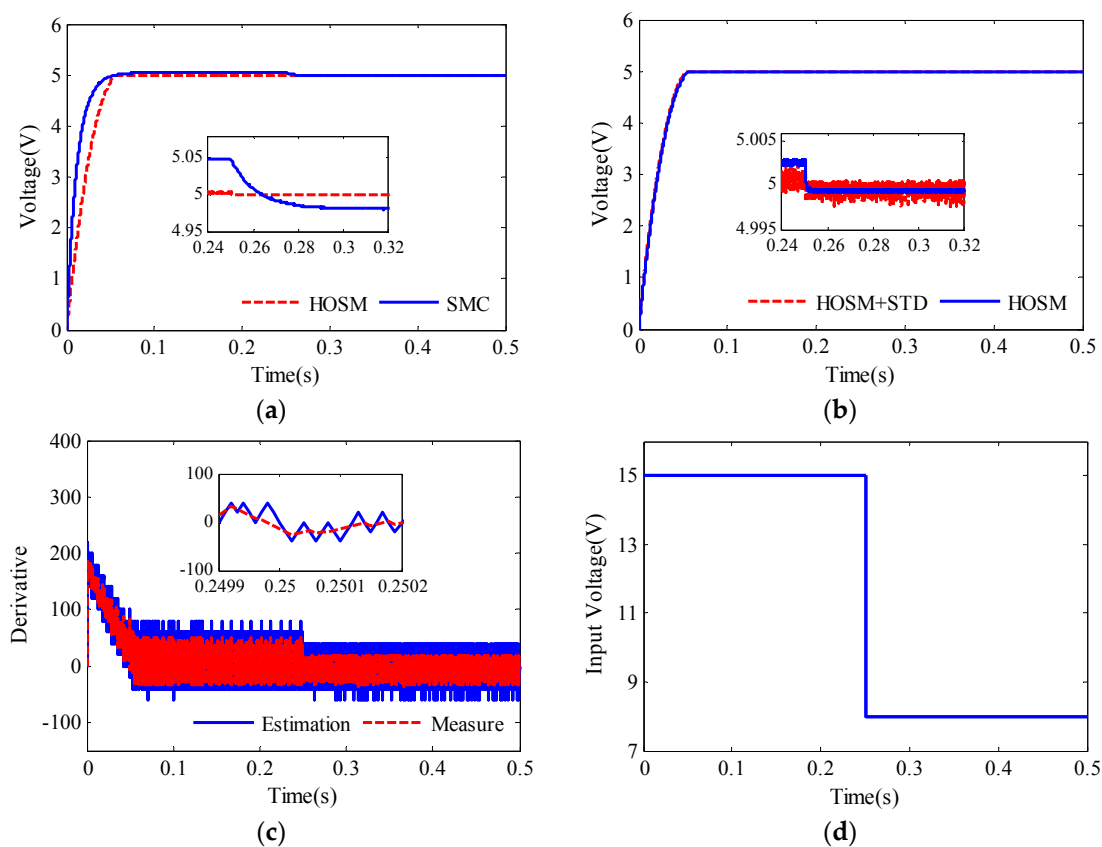 6
5
4
3
2
1
0
Voltage(V)
5.05
5
4.95
0.24 0.26 0.28 0.3 0.32
HOSM SMC
0 0.1 0.2 0.3 0.4 0.5
Time(s)
(a)
6
5
4
3
2
1
0
Voltage(V)
5.005
5
4.995
0.24 0.26 0.28 0.3 0.32
HOSM+STD HOSM
0 0.1 0.2 0.3 0.4 0.5
Time(s)
(b)
400
300
200
100
0
-100
Derivative
100
0
-100
0.2499 0.25 0.2501 0.2502
Estimation Measure
0 0.1 0.2 0.3 0.4 0.5
Time(s)
(c)
15
13
11
9
7
Input Voltage(V)
0 0.1 0.2 0.3 0.4 0.5
Time(s)
(d)